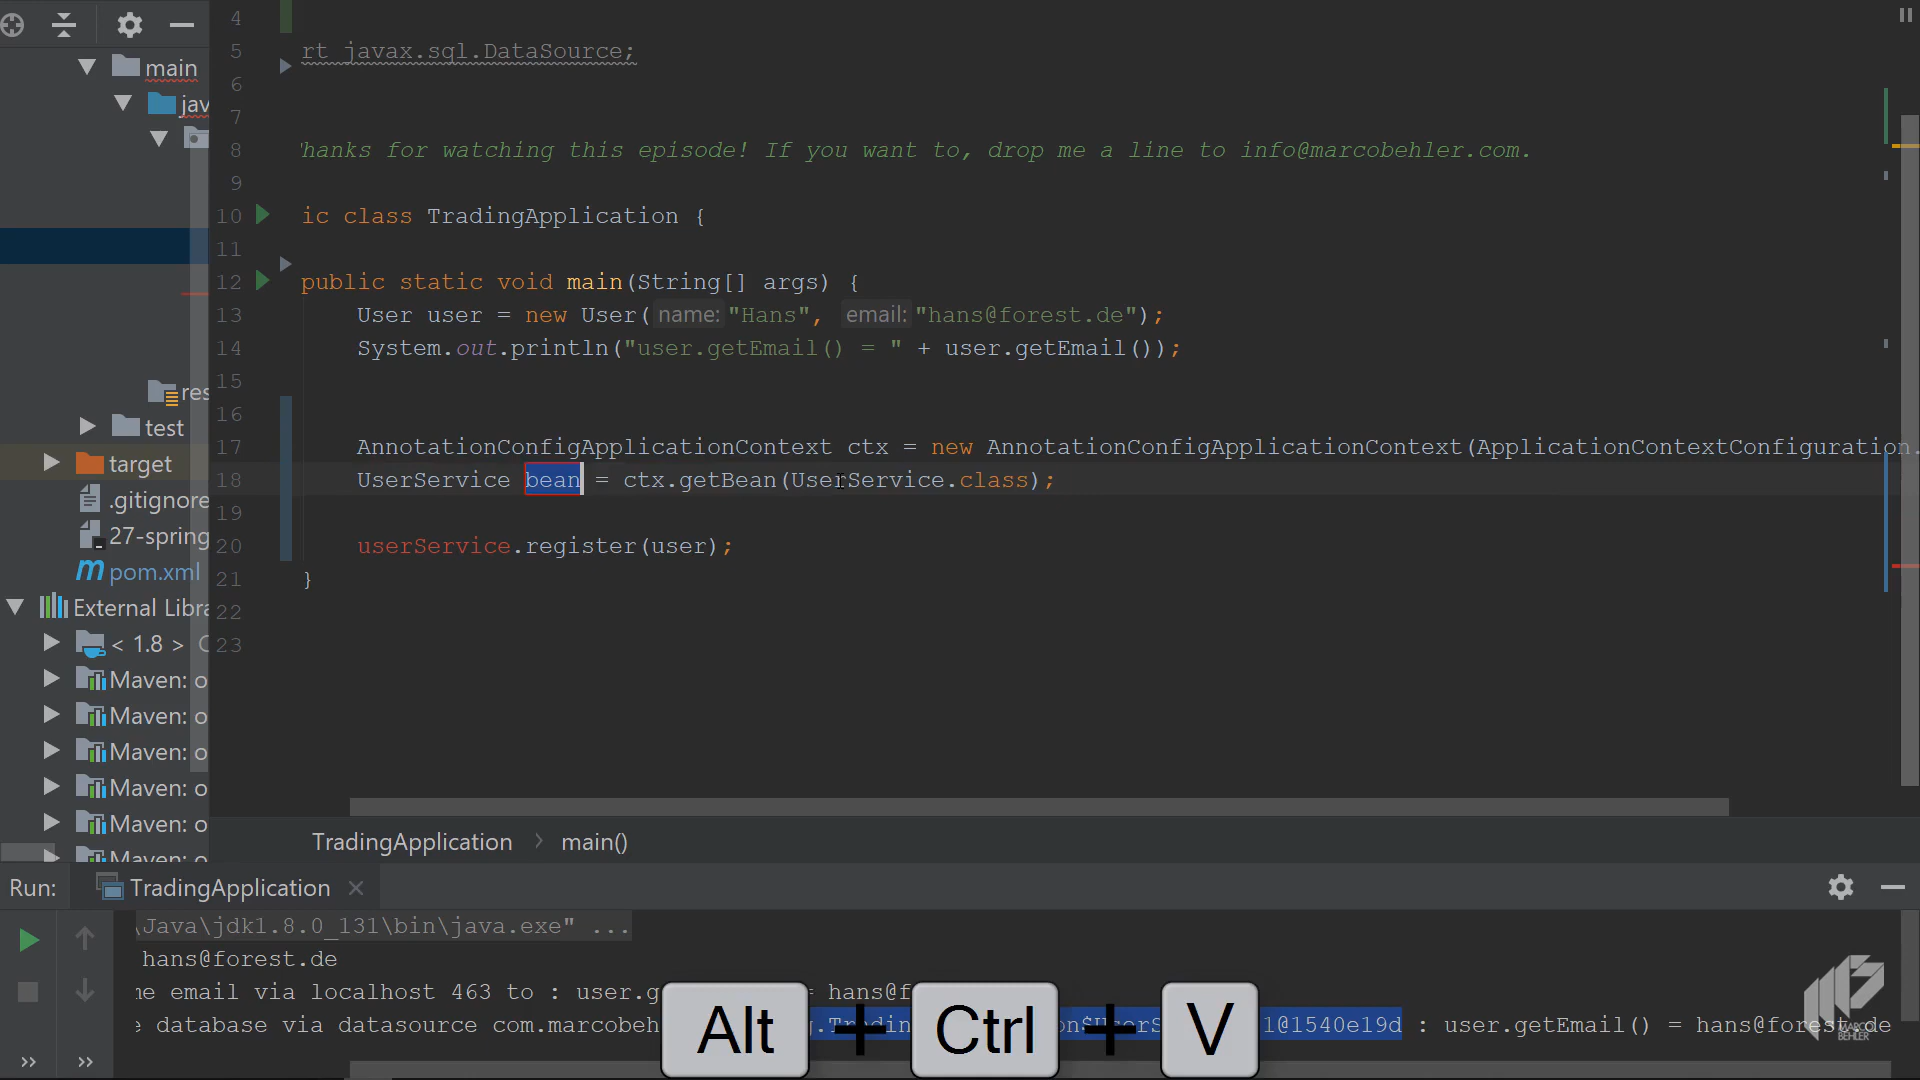 main
jav
res
test
target
.gitignore
27-spring
pom.xml
External Libra
< 1.8 >
Maven: o
Maven: o
Maven: o
Maven: o
Maven: o
Maven: o
4
5 rt javax.sql.DataSource;
6
7
8 hanks for watching this episode! If you want to, drop me a line to info@marcobehler.com.
9
10 ic class TradingApplication {
11
12 public static void main(String[] args) {
13 User user = new User( name: "Hans", email: "hans@forest.de");
14 System.out.println("user.getEmail() = " + user.getEmail());
15
16
17 AnnotationConfigApplicationContext ctx = new AnnotationConfigApplicationContext(ApplicationContextConfiguration.
18 UserService bean = ctx.getBean(UserService.class);
19
20 userService.register(user);
21 }
22
23
TradingApplication > main()
Run: TradingApplication
\Java\jdk1.8.0_131\bin\java.exe" ...
hans@forest.de
me email via localhost 463 to : user.g = hans@f
e database via datasource com.marcobeh g.Tradin on$UserS 1@1540e19d : user.getEmail() = hans@forest.de
Alt + Ctrl + V
MARCO
BEHLER